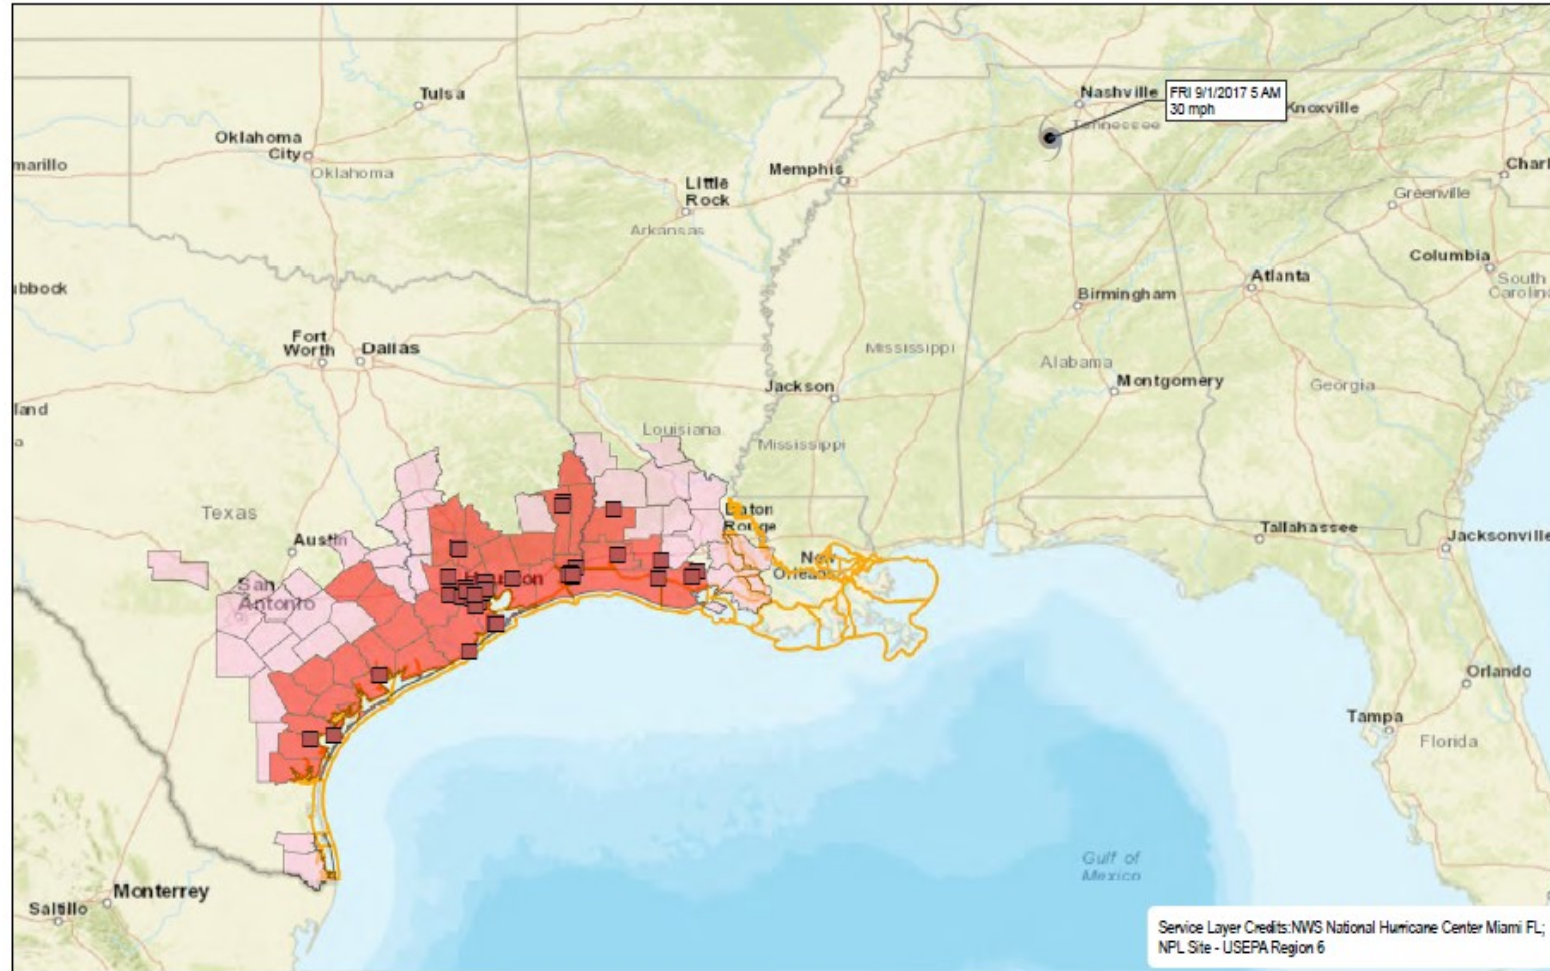 Tulsa
Nashville
FRI 9/1/2017 5 AM
30 mph
Knoxville
Tennessee
Oklahoma
City
marillo
Oklahoma
Memphis
Charl
Little
Rock
Greenville
Arkansas
Columbia
South
Carolina
Atlanta
ubbock
Birmingham
Fort
Worth
Dallas
Mississippi
Alabama
Jackson
Montgomery
Georgia
land
a
Louisiana
Mississippi
Texas
Baton
Rouge
Tallahassee
Austin
Jacksonville
New
Orleans
Houston
San
Antonio
Orlando
Tampa
Florida
Gulf of
Mexico
Monterrey
Saltillo
Service Layer Credits:NWS National Hurricane Center Miami FL;
NPL Site - USEPA Region 6